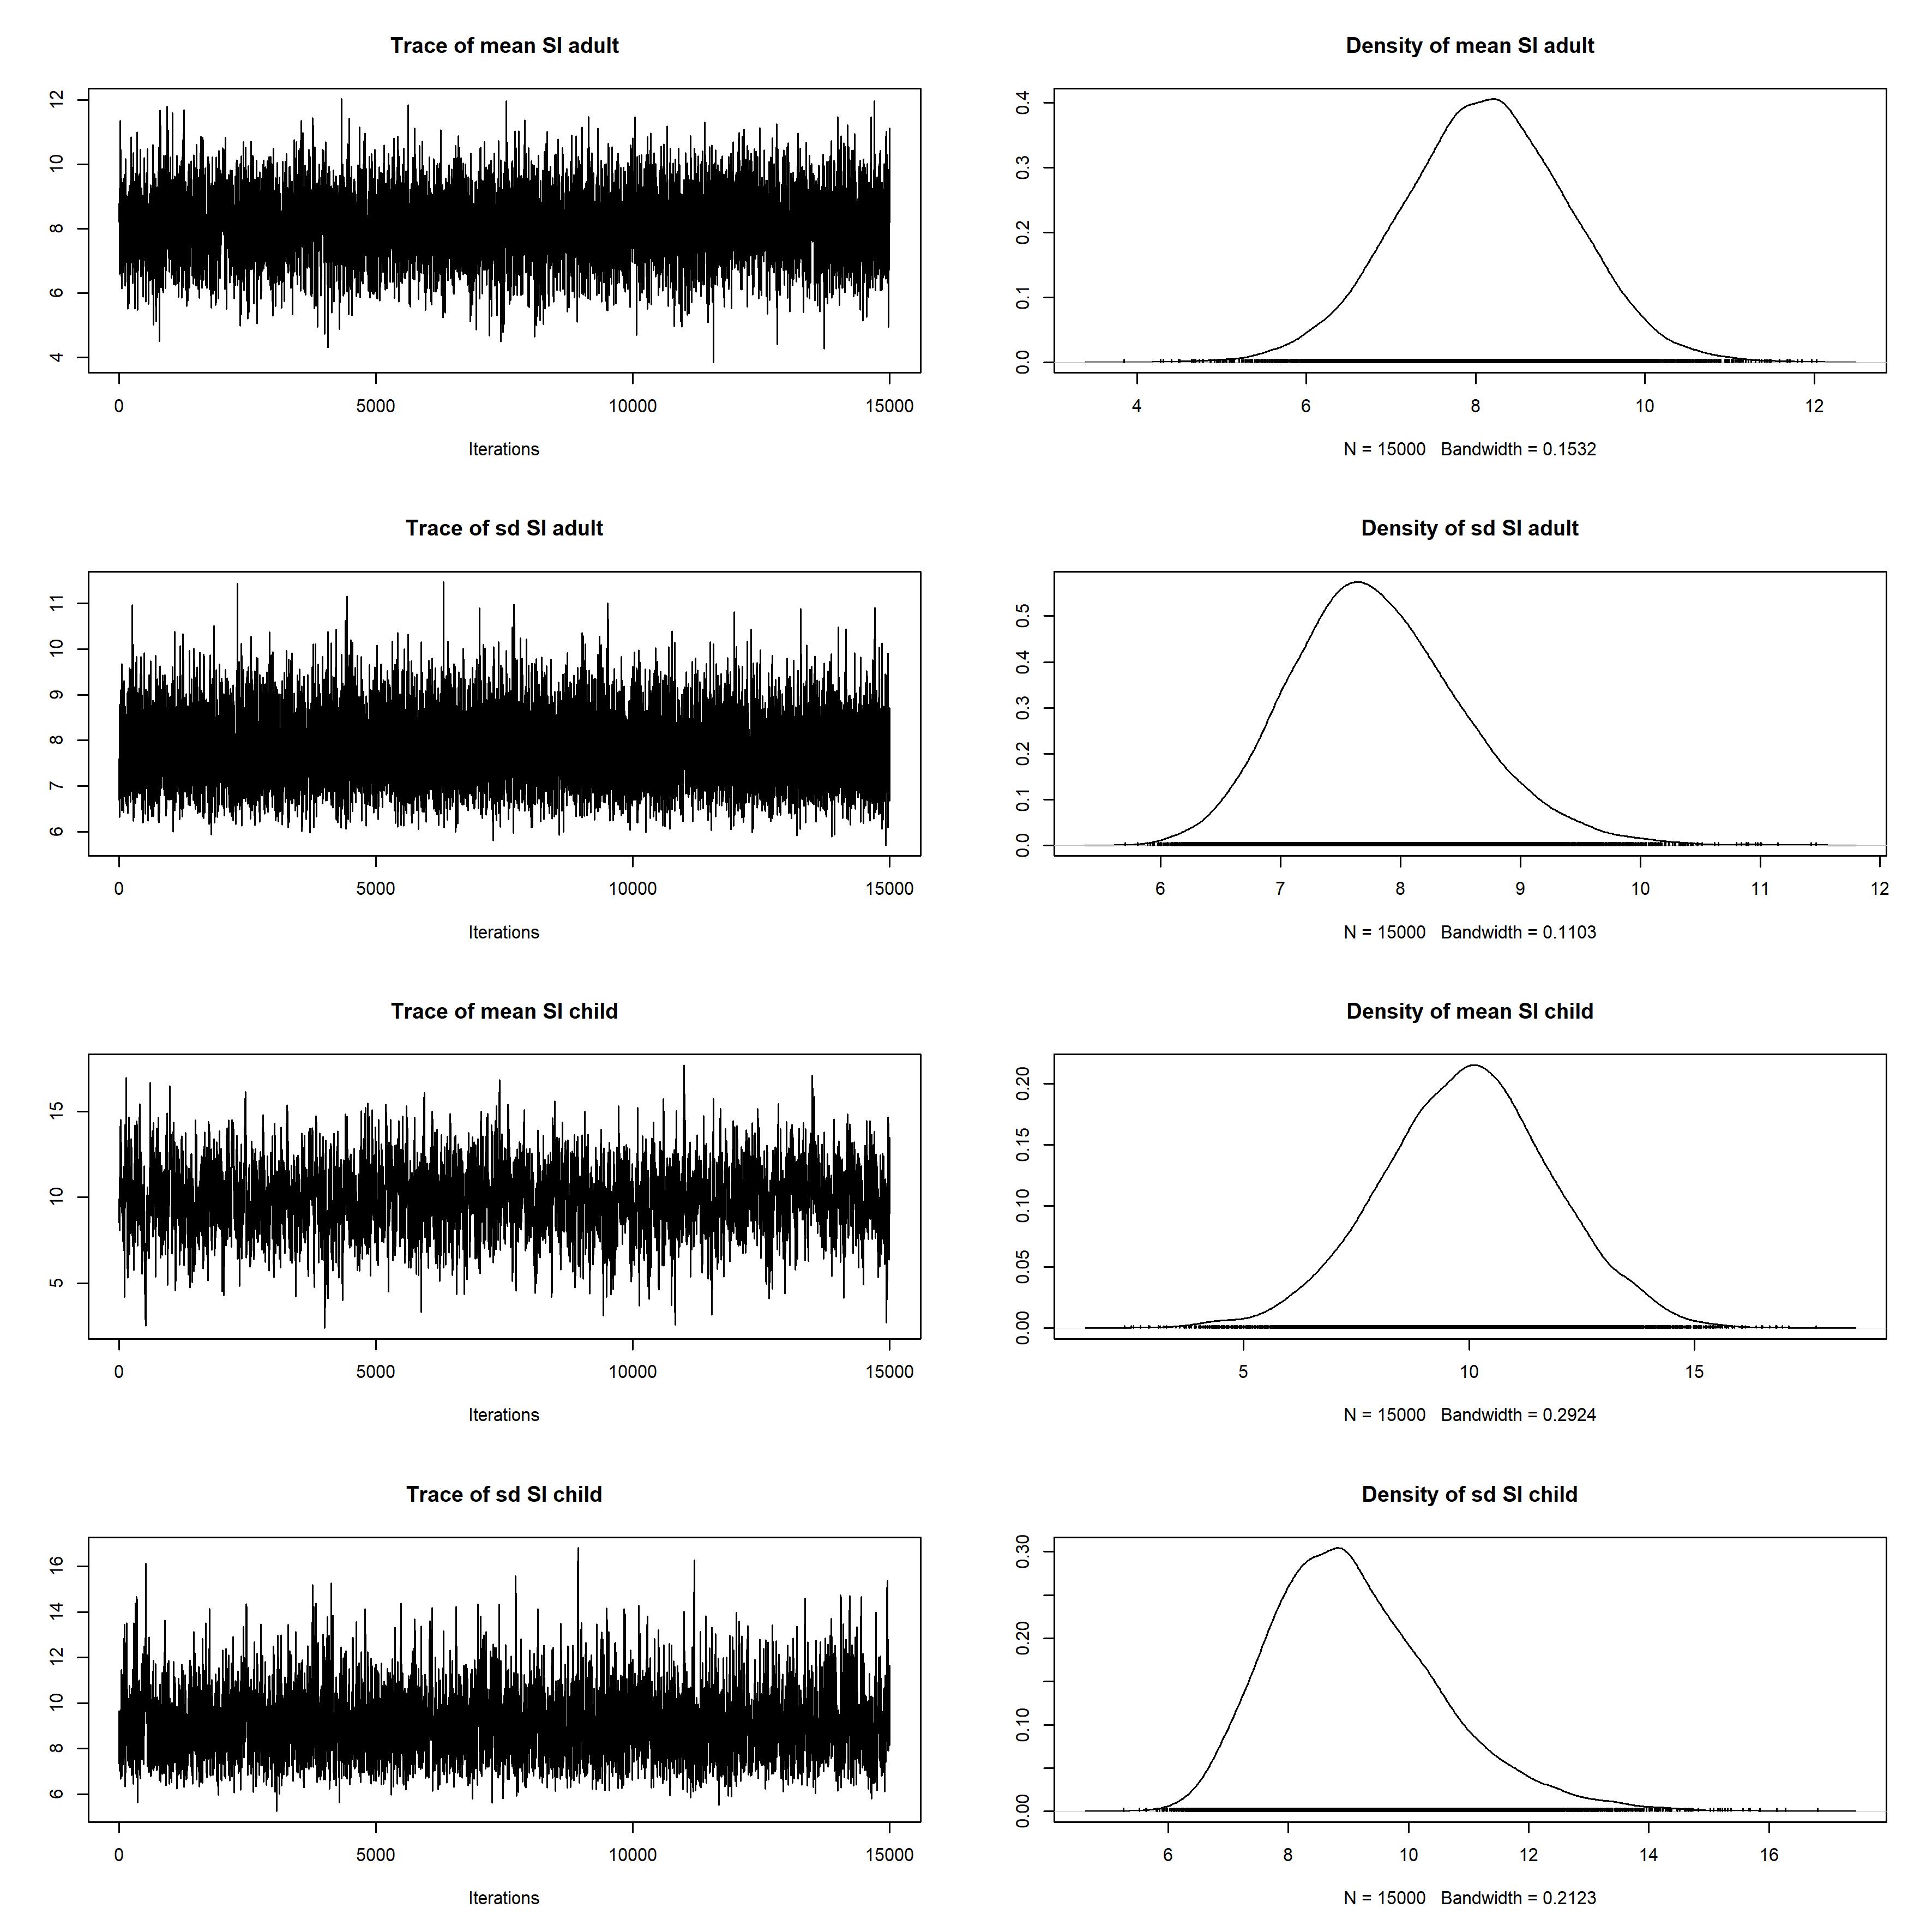 Trace of mean SI adult
12
10
8
6
4
0 5000 10000 15000
Iterations
Density of mean SI adult
0.4
0.3
0.2
0.1
0.0
4 6 8 10 12
N = 15000 Bandwidth = 0.1532
Trace of sd SI adult
11
10
9
8
7
6
0 5000 10000 15000
Iterations
Density of sd SI adult
0.5
0.4
0.3
0.2
0.1
0.0
6 7 8 9 10 11 12
N = 15000 Bandwidth = 0.1103
Trace of mean SI child
15
10
5
0 5000 10000 15000
Iterations
Density of mean SI child
0.20
0.15
0.10
0.05
0.00
5 10 15
N = 15000 Bandwidth = 0.2924
Trace of sd SI child
16
14
12
10
8
6
0 5000 10000 15000
Iterations
Density of sd SI child
0.30
0.20
0.10
0.00
6 8 10 12 14 16
N = 15000 Bandwidth = 0.2123